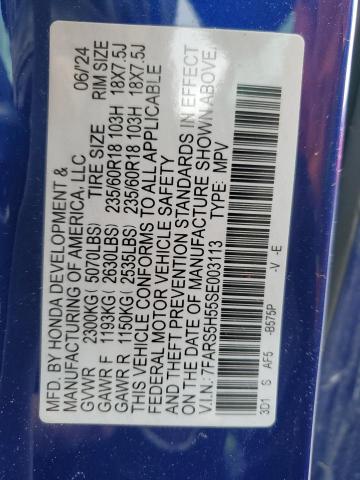 MFD. BY HONDA DEVELOPMENT & 06/24
MANUFACTURING OF AMERICA, LLC.
GVWR 2300KG( 5070LBS) TIRE SIZE RIM SIZE
GAWR F 1193KG( 2630LBS) 235/60R18 103H 18X7.5J
GAWR R 1150KG( 2535LBS) 235/60R18 103H 18X7.5J
THIS VEHICLE CONFORMS TO ALL APPLICABLE
FEDERAL MOTOR VEHICLE SAFETY
AND THEFT PREVENTION STANDARDS IN EFFECT
ON THE DATE OF MANUFACTURE SHOWN ABOVE.
V.I.N.:7FARS5H55SE003113 TYPE: MPV
3D1 S AF5 -B575P -V -E